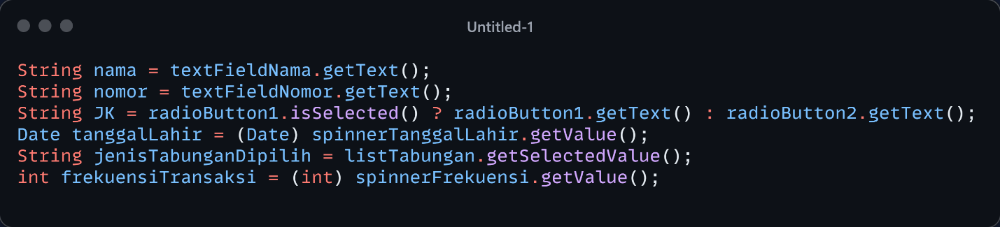 Untitled-1
String nama = textFieldNama.getText();
String nomor = textFieldNomor.getText();
String JK = radioButton1.isSelected() ? radioButton1.getText() : radioButton2.getText();
Date tanggalLahir = (Date) spinnerTanggalLahir.getValue();
String jenisTabunganDipilih = listTabungan.getSelectedValue();
int frekuensiTransaksi = (int) spinnerFrekuensi.getValue();